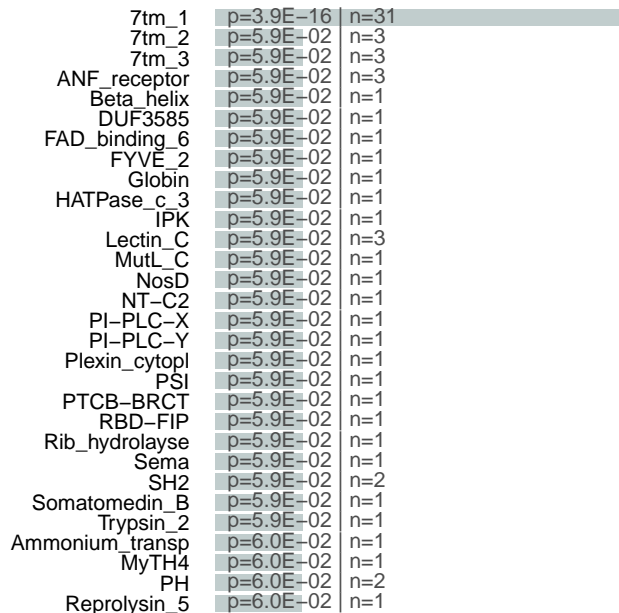 7tm_1 p=3.9E−16 n=31
7tm_2 p=5.9E−02 n=3
7tm_3 p=5.9E−02 n=3
ANF_receptor p=5.9E−02 n=3
Beta_helix p=5.9E−02 n=1
DUF3585 p=5.9E−02 n=1
FAD_binding_6 p=5.9E−02 n=1
FYVE_2 p=5.9E−02 n=1
Globin p=5.9E−02 n=1
HATPase_c_3 p=5.9E−02 n=1
IPK p=5.9E−02 n=1
Lectin_C p=5.9E−02 n=3
MutL_C p=5.9E−02 n=1
NosD p=5.9E−02 n=1
NT−C2 p=5.9E−02 n=1
PI−PLC−X p=5.9E−02 n=1
PI−PLC−Y p=5.9E−02 n=1
Plexin_cytopl p=5.9E−02 n=1
PSI p=5.9E−02 n=1
PTCB−BRCT p=5.9E−02 n=1
RBD−FIP p=5.9E−02 n=1
Rib_hydrolayse p=5.9E−02 n=1
Sema p=5.9E−02 n=1
SH2 p=5.9E−02 n=2
Somatomedin_B p=5.9E−02 n=1
Trypsin_2 p=5.9E−02 n=1
Ammonium_transp p=6.0E−02 n=1
MyTH4 p=6.0E−02 n=1
PH p=6.0E−02 n=2
Reprolysin_5 p=6.0E−02 n=1